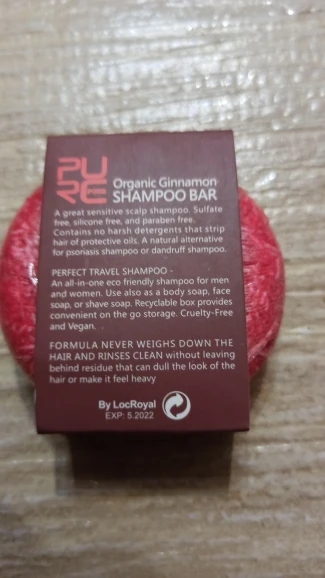 PU
RE
Organic Ginnamon
SHAMPOO BAR
A great sensitive scalp shampoo. Sulfate
free, silicone free, and paraben free.
Contains no harsh detergents that strip
hair of protective oils. A natural alternative
for psoriasis shampoo or dandruff shampoo.
PERFECT TRAVEL SHAMPOO -
An all-in-one eco friendly shampoo for men
and women. Use also as a body soap, face
soap, or shave soap. Recyclable box provides
convenient on the go storage. Cruelty-Free
and Vegan.
FORMULA NEVER WEIGHS DOWN THE
HAIR AND RINSES CLEAN without leaving
behind residue that can dull the look of the
hair or make it feel heavy
By LocRoyal
EXP: 5.2022